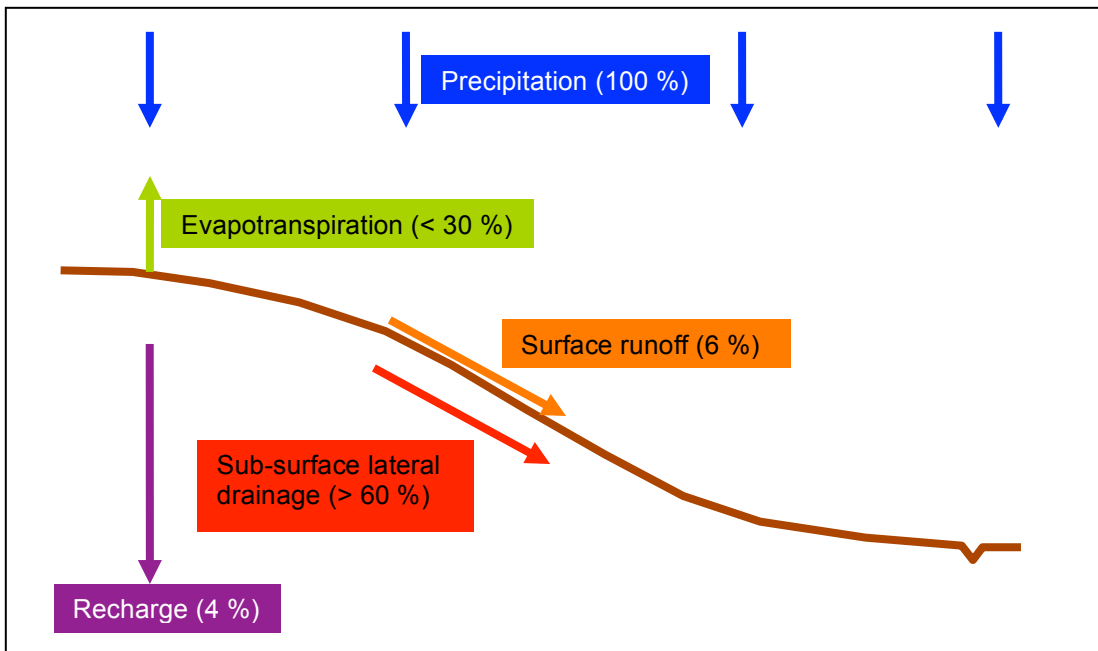 Precipitation (100 %)
Evapotranspiration (< 30 %)
Surface runoff (6 %)
Sub-surface lateral
drainage (> 60 %)
Recharge (4 %)